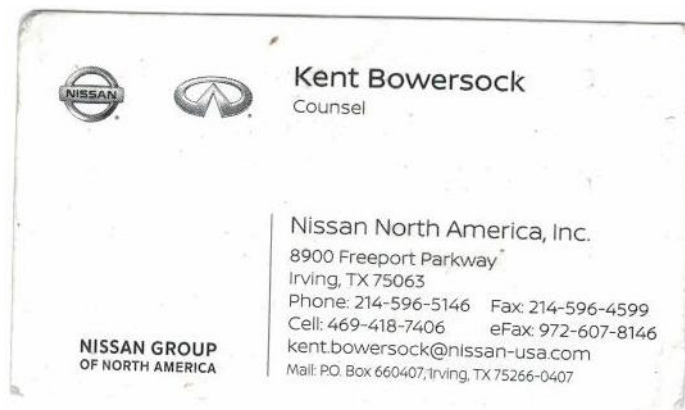 NISSAN
Kent Bowersock
Counsel
Nissan North America, Inc.
8900 Freeport Parkway
Irving, TX 75063
Phone: 214-596-5146 Fax: 214-596-4599
Cell: 469-418-7406 eFax: 972-607-8146
kent.bowersock@nissan-usa.com
Mail: P.O. Box 660407, Irving, TX 75266-0407
NISSAN GROUP
OF NORTH AMERICA